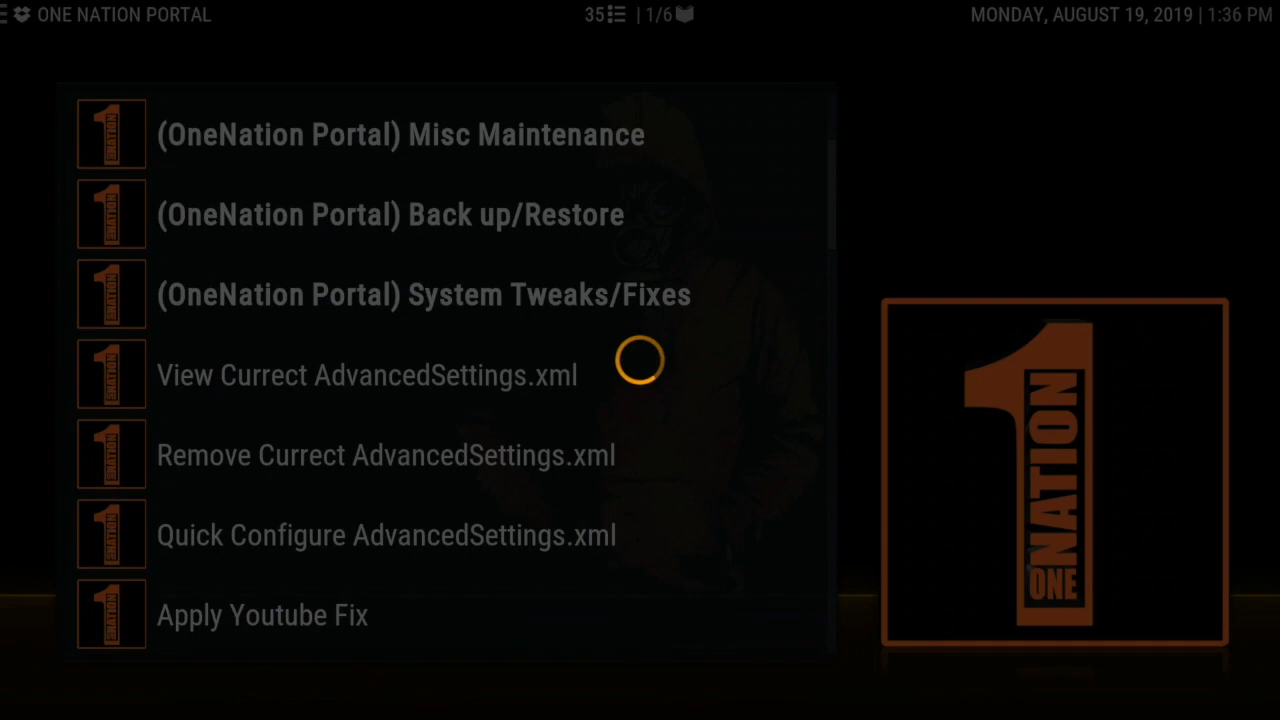 ONE NATION PORTAL
35 | 1/6
MONDAY, AUGUST 19, 2019 | 1:36 PM
(OneNation Portal) Misc Maintenance
(OneNation Portal) Back up/Restore
(OneNation Portal) System Tweaks/Fixes
View Currect AdvancedSettings.xml
Remove Currect AdvancedSettings.xml
Quick Configure AdvancedSettings.xml
Apply Youtube Fix
1
NATION
ONE